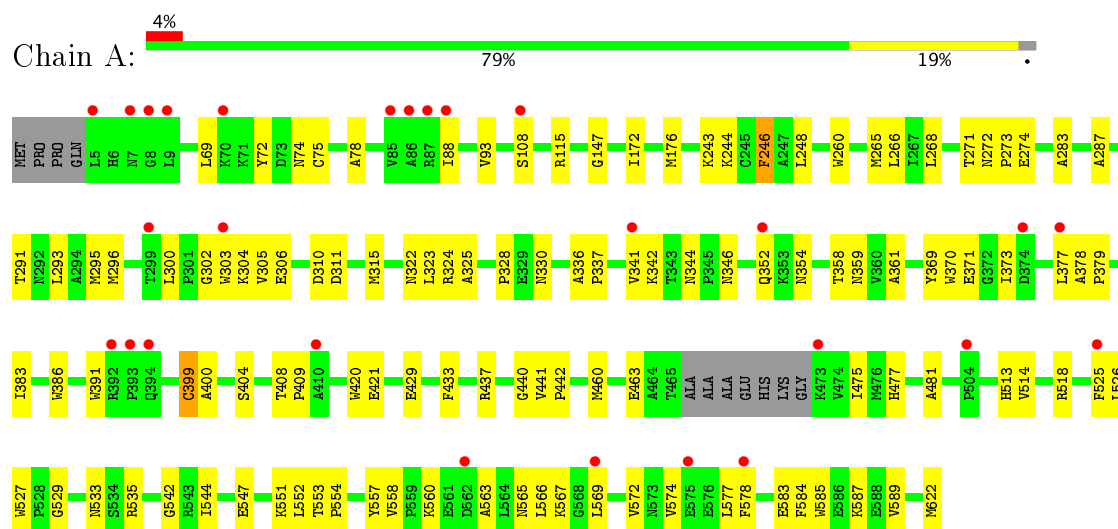 4%
Chain A:
79%
19%
•
MET PRO PRO GLN L5 H6 N7 G8 L9 L69 K70 K71 Y72 D73 N74 C75 A78 V85 A86 R87 I88 V93 S108 R115 G147 I172 M176 K243 K244 C245 F246 A247 L248 W260 M265 L266 I267 L268 T271 N272 P273 E274 A283 A287
T291 N292 L293 A294 M295 M296 T299 L300 P301 G302 W303 K304 V305 E306 D310 D311 M315 N322 L323 R324 A325 P328 E329 N330 A336 P337 V341 K342 T343 N344 P345 N346 Q352 K353 N354 T358 N359 V360 A361 Y369 W370 E371 G372 I373 D374 L377 A378 P379
I383 W386 W391 R392 P393 Q394 C399 A400 S404 T408 P409 A410 W420 E421 E429 F433 R437 G440 V441 P442 M460 E463 A464 T465 ALA ALA ALA GLU HIS LYS GLY K473 V474 I475 M476 H477 A481 P504 H513 V514 R518 F525 L526
W527 P528 G529 N533 S534 R535 G542 R543 I544 E547 K551 L552 T553 P554 Y557 V558 P559 K560 E561 D562 A563 L564 N565 L566 K567 G568 L569 V572 N573 V574 E575 E576 L577 F578 E583 F584 W585 B586 K587 B588 V589 M622